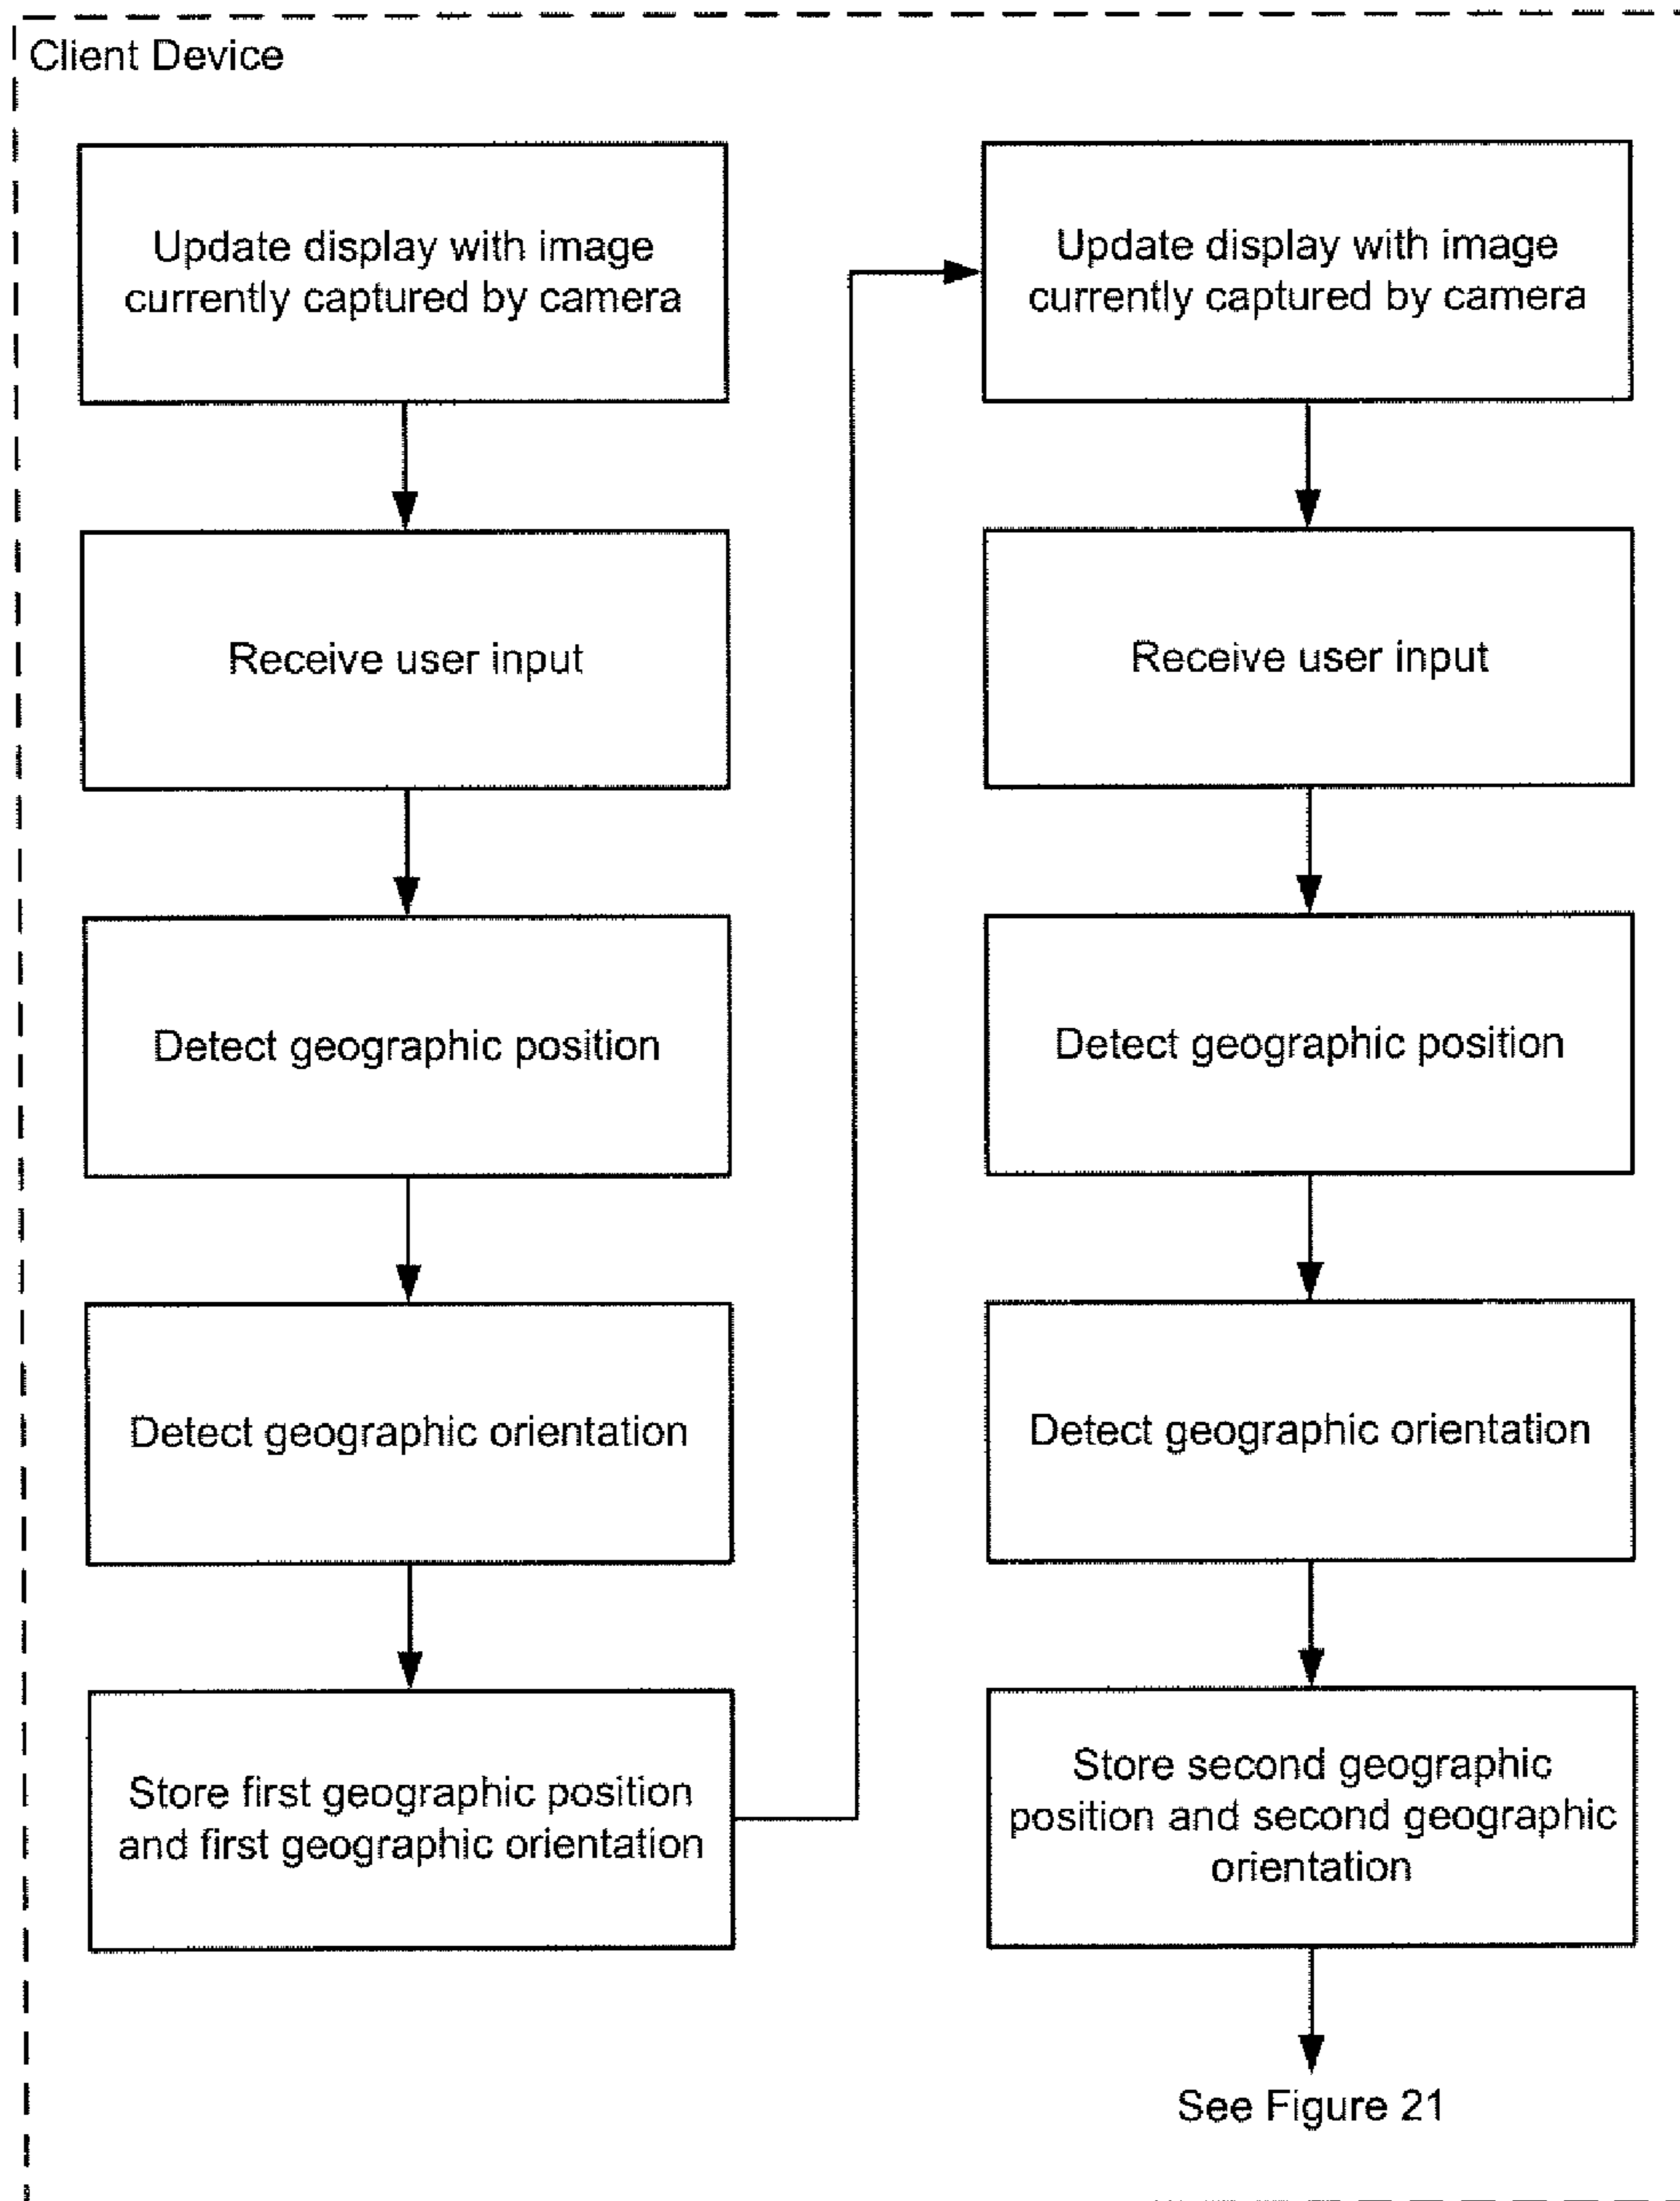 Client Device
Update display with image
currently captured by camera
Receive user input
Detect geographic position
Detect geographic orientation
Store first geographic position
and first geographic orientation
Update display with image
currently captured by camera
Receive user input
Detect geographic position
Detect geographic orientation
Store second geographic
position and second geographic
orientation
See Figure 21